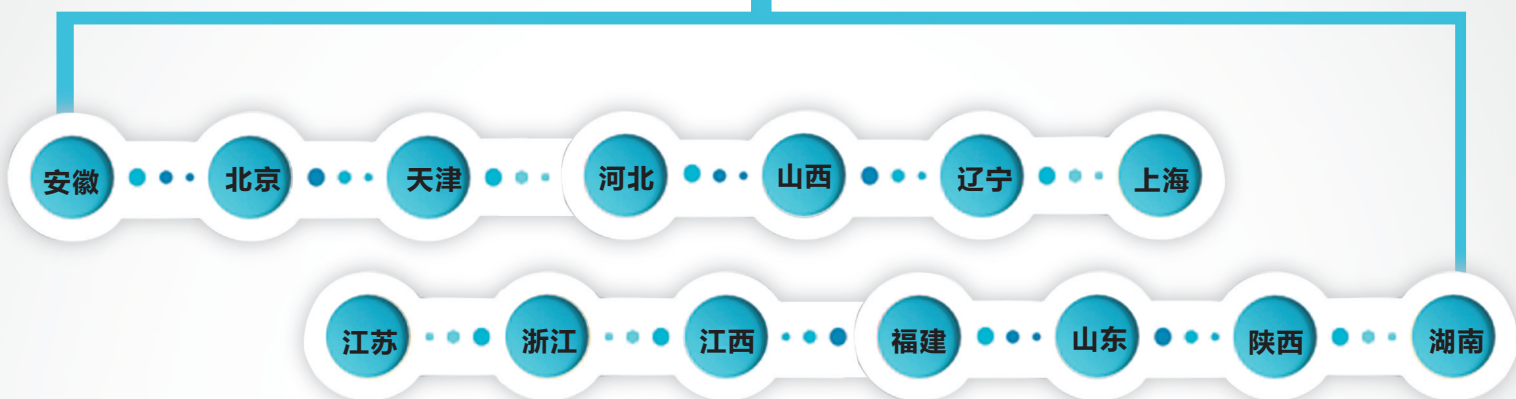 安徽 北京 天津 河北 山西 辽宁 上海
江苏 浙江 江西 福建 山东 陕西 湖南